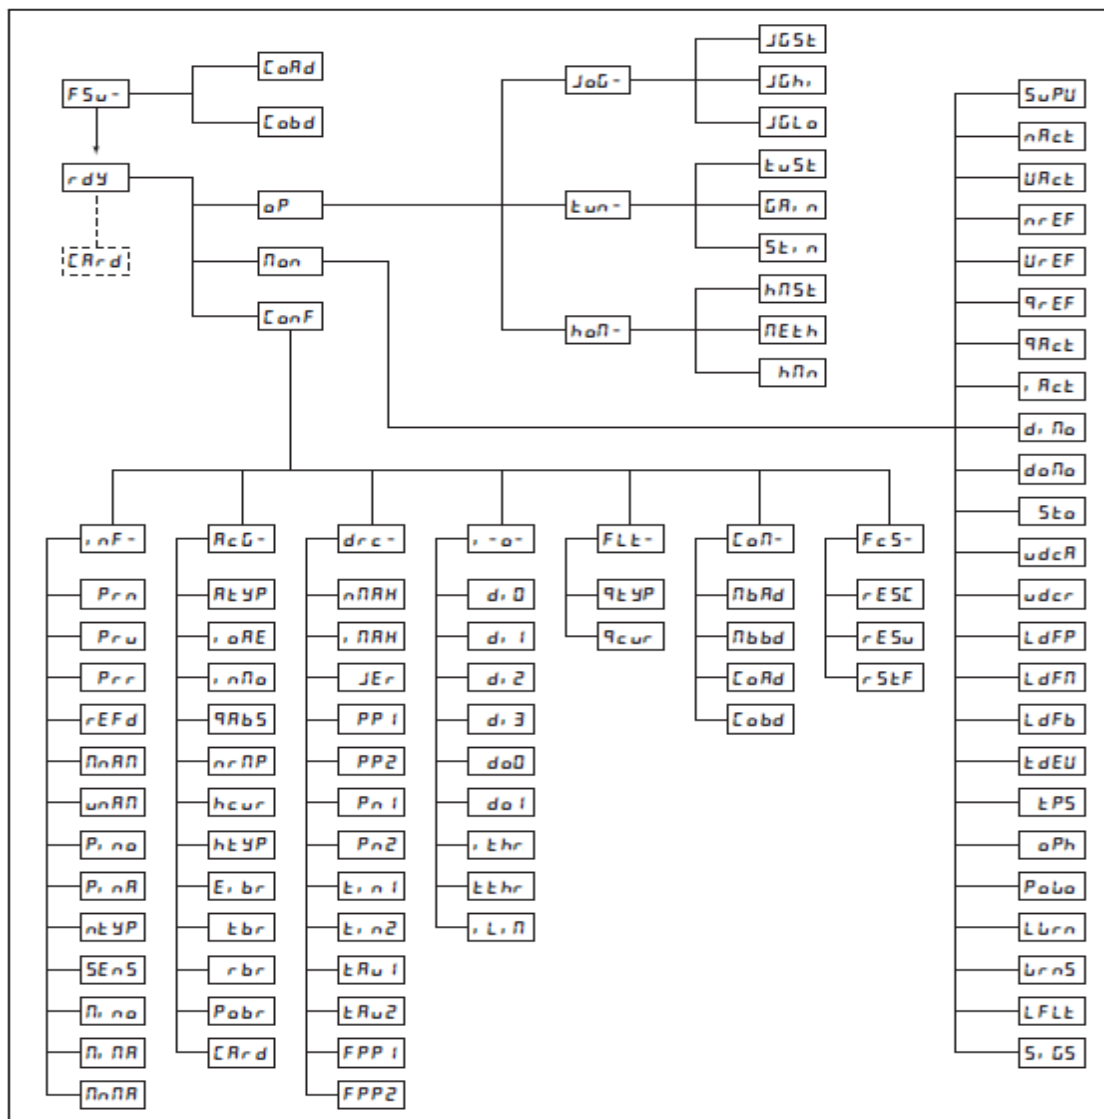 FSu-
CoAd
Cobd
rdY
CArd
oP
Mon
ConF
JoG-
JGSt
JGhi
JGLo
tun-
tuSt
GAin
Stin
hoM-
hMSt
MEth
hMn
SuPV
nAct
VAct
nrEF
VrEF
qrEF
qAct
iAct
diMo
doMo
Sto
udcA
udcr
LdFP
LdFM
LdFb
tdEV
tPS
oPh
PoWo
LWrn
WrnS
LFLt
SiGS
inF-
Prn
Pru
Prr
rEFd
MnAM
unAM
Pino
PinA
ntYP
SEnS
Mino
MiMA
MnMA
ACG-
AtYP
ioAE
inMo
qAbS
nrMP
hcur
htYP
Eibr
tbr
rbr
Pobr
CArd
drc-
nMAX
iMAX
JEr
PP1
PP2
Pn1
Pn2
tin1
tin2
tAu1
tAu2
FPP1
FPP2
i-o-
di0
di1
di2
di3
do0
do1
ithr
tthr
iLiM
FLt-
qtYP
qcur
CoM-
MbAd
Mbbd
CoAd
Cobd
FCS-
rESC
rESu
rStF